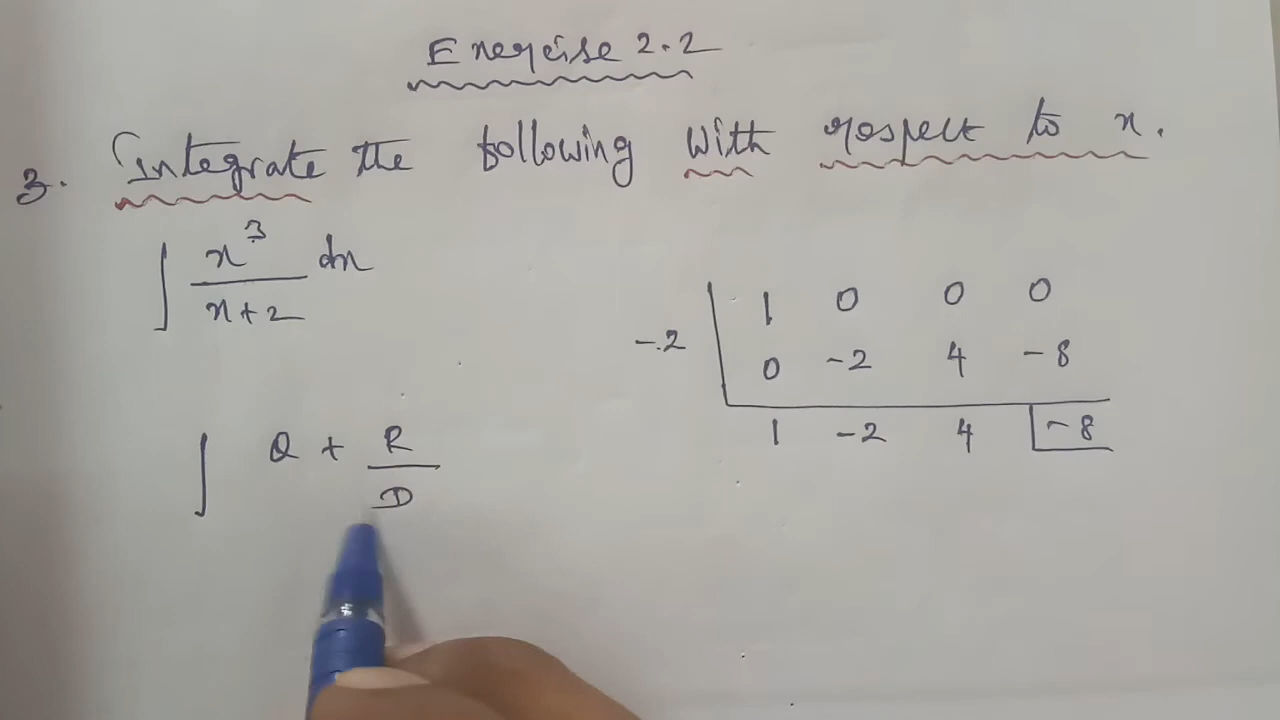 Exercise 2.2
3. Integrate the following with respect to x.
∫ x³/(x+2) dx
-2 | 1 0 0 0
0 -2 4 -8
1 -2 4 |-8
∫ Q + R/D